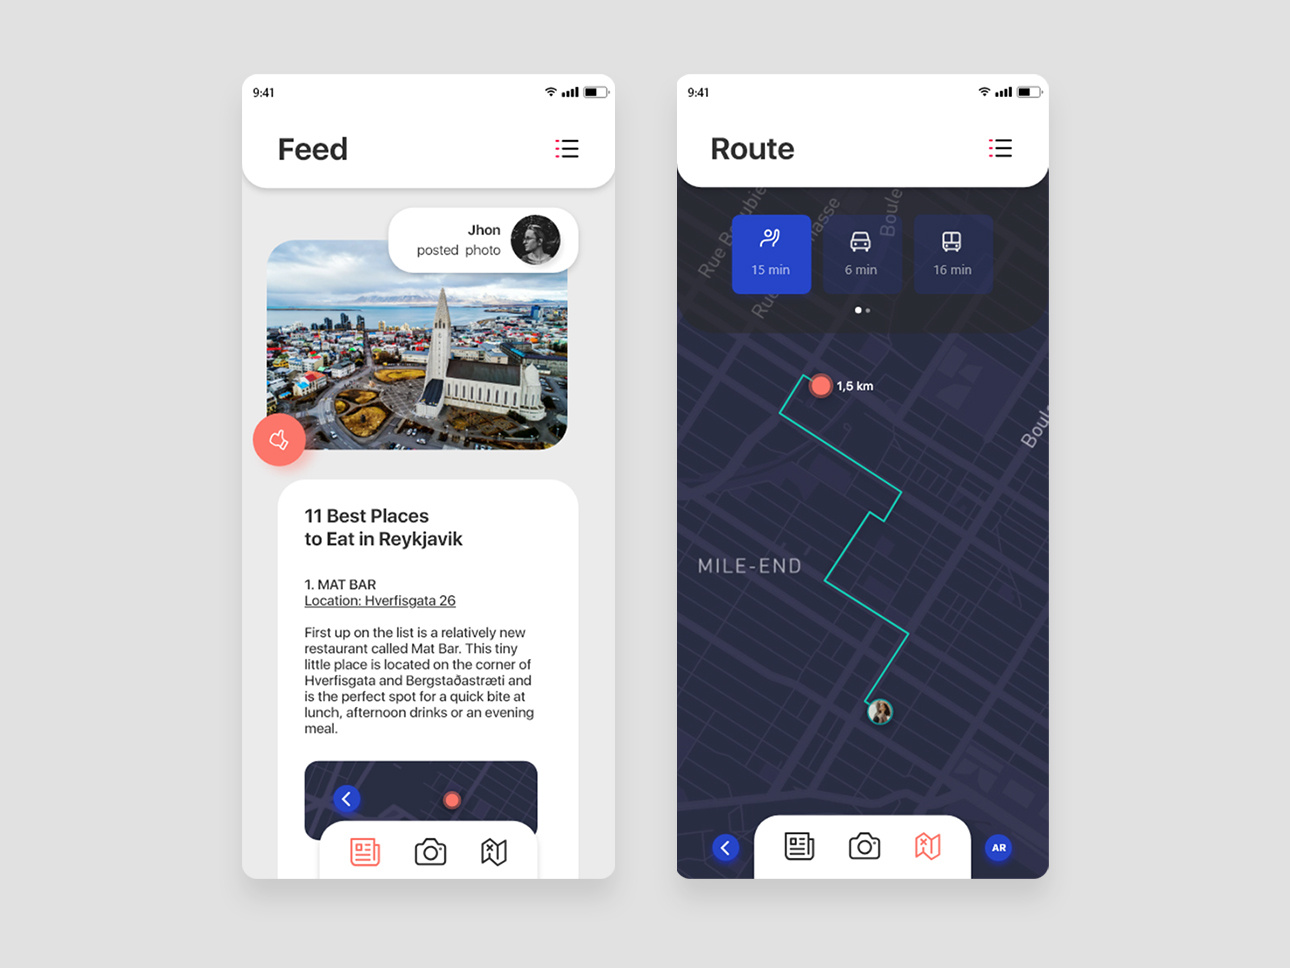 9:41
Feed
Jhon
posted photo
11 Best Places
to Eat in Reykjavik
1. MAT BAR
Location: Hverfisgata 26
First up on the list is a relatively new
restaurant called Mat Bar. This tiny
little place is located on the corner of
Hverfisgata and Bergstaðastræti and
is the perfect spot for a quick bite at
lunch, afternoon drinks or an evening
meal.
9:41
Route
Rue
Rue
Boule
15 min
6 min
16 min
1,5 km
Boul
MILE-END
AR